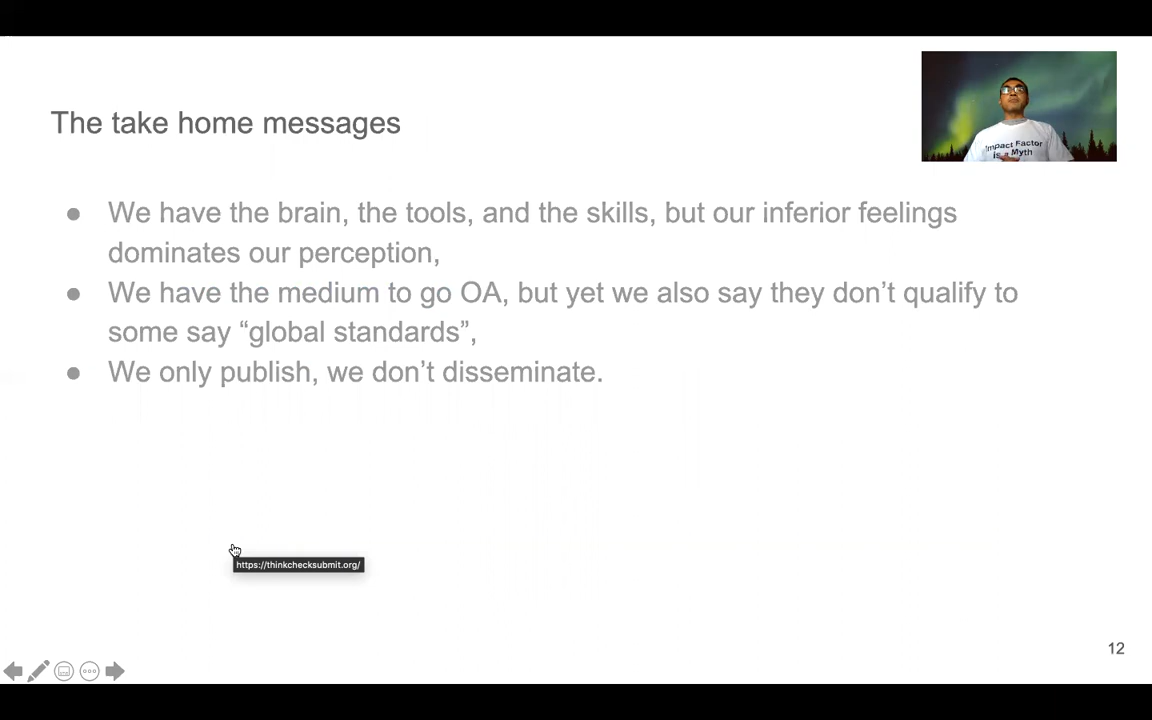 The take home messages
Impact Factor
is a Myth
● We have the brain, the tools, and the skills, but our inferior feelings
dominates our perception,
● We have the medium to go OA, but yet we also say they don’t qualify to
some say “global standards”,
● We only publish, we don’t disseminate.
https://thinkchecksubmit.org/
12